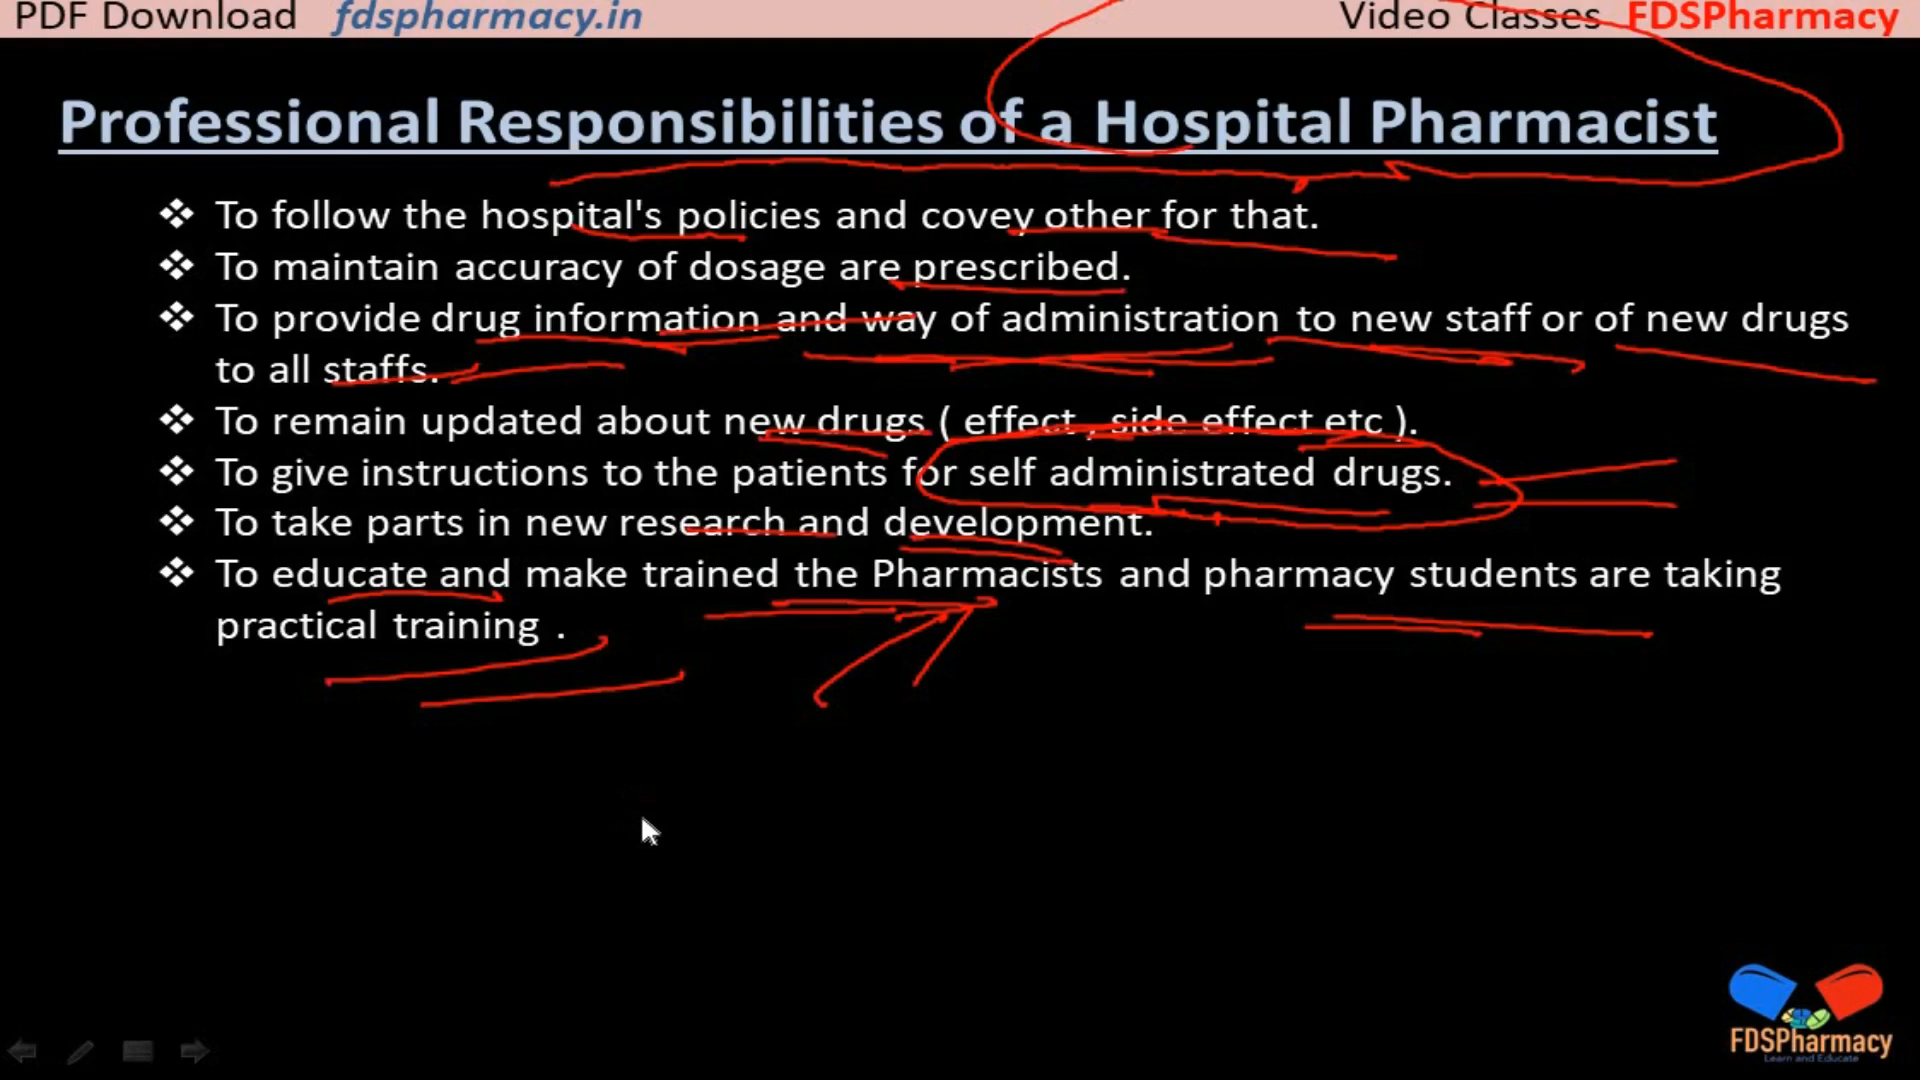 PDF Download fdspharmacy.in Video Classes FDSPharmacy
Professional Responsibilities of a Hospital Pharmacist
❖ To follow the hospital's policies and covey other for that.
❖ To maintain accuracy of dosage are prescribed.
❖ To provide drug information and way of administration to new staff or of new drugs
to all staffs.
❖ To remain updated about new drugs ( effect , side effect etc ).
❖ To give instructions to the patients for self administrated drugs.
❖ To take parts in new research and development.
❖ To educate and make trained the Pharmacists and pharmacy students are taking
practical training .
FDSPharmacy
Learn and Educate